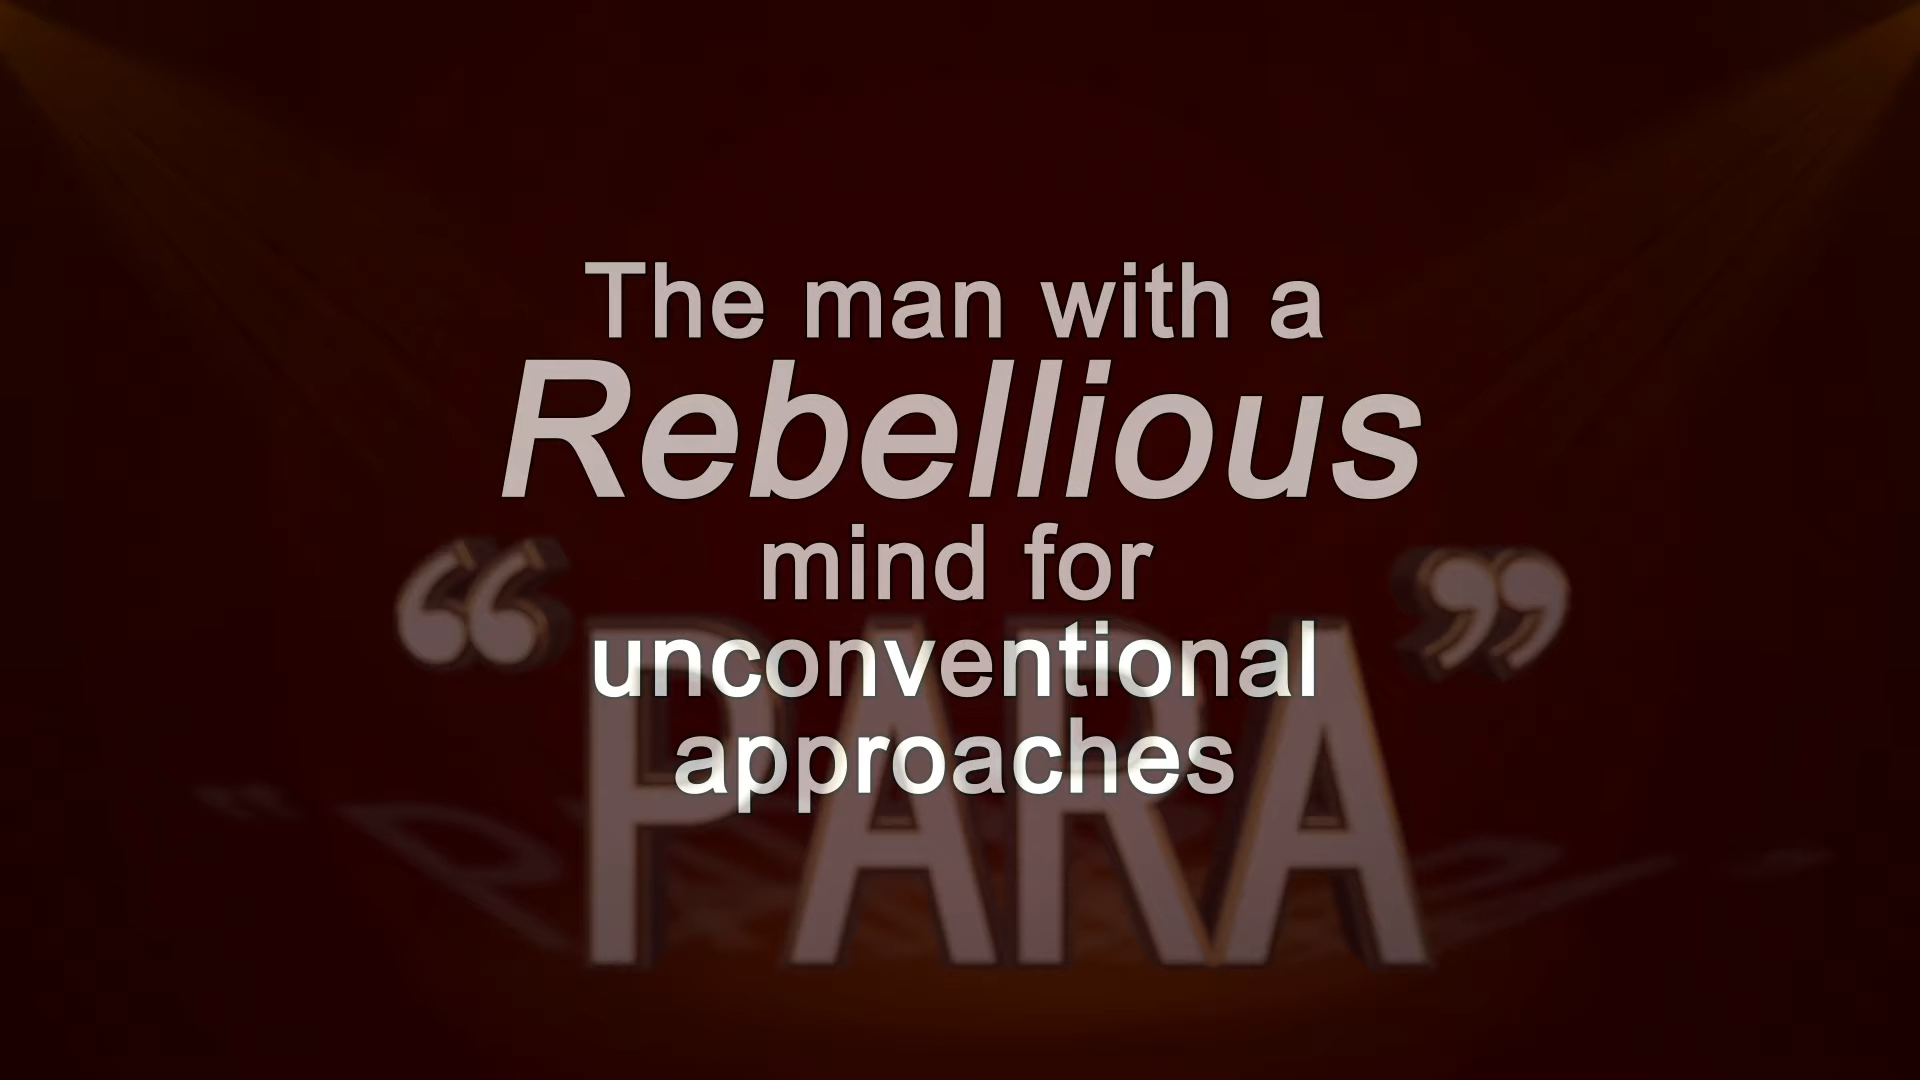 The man with a
Rebellious
mind for
unconventional
approaches
“PARA”